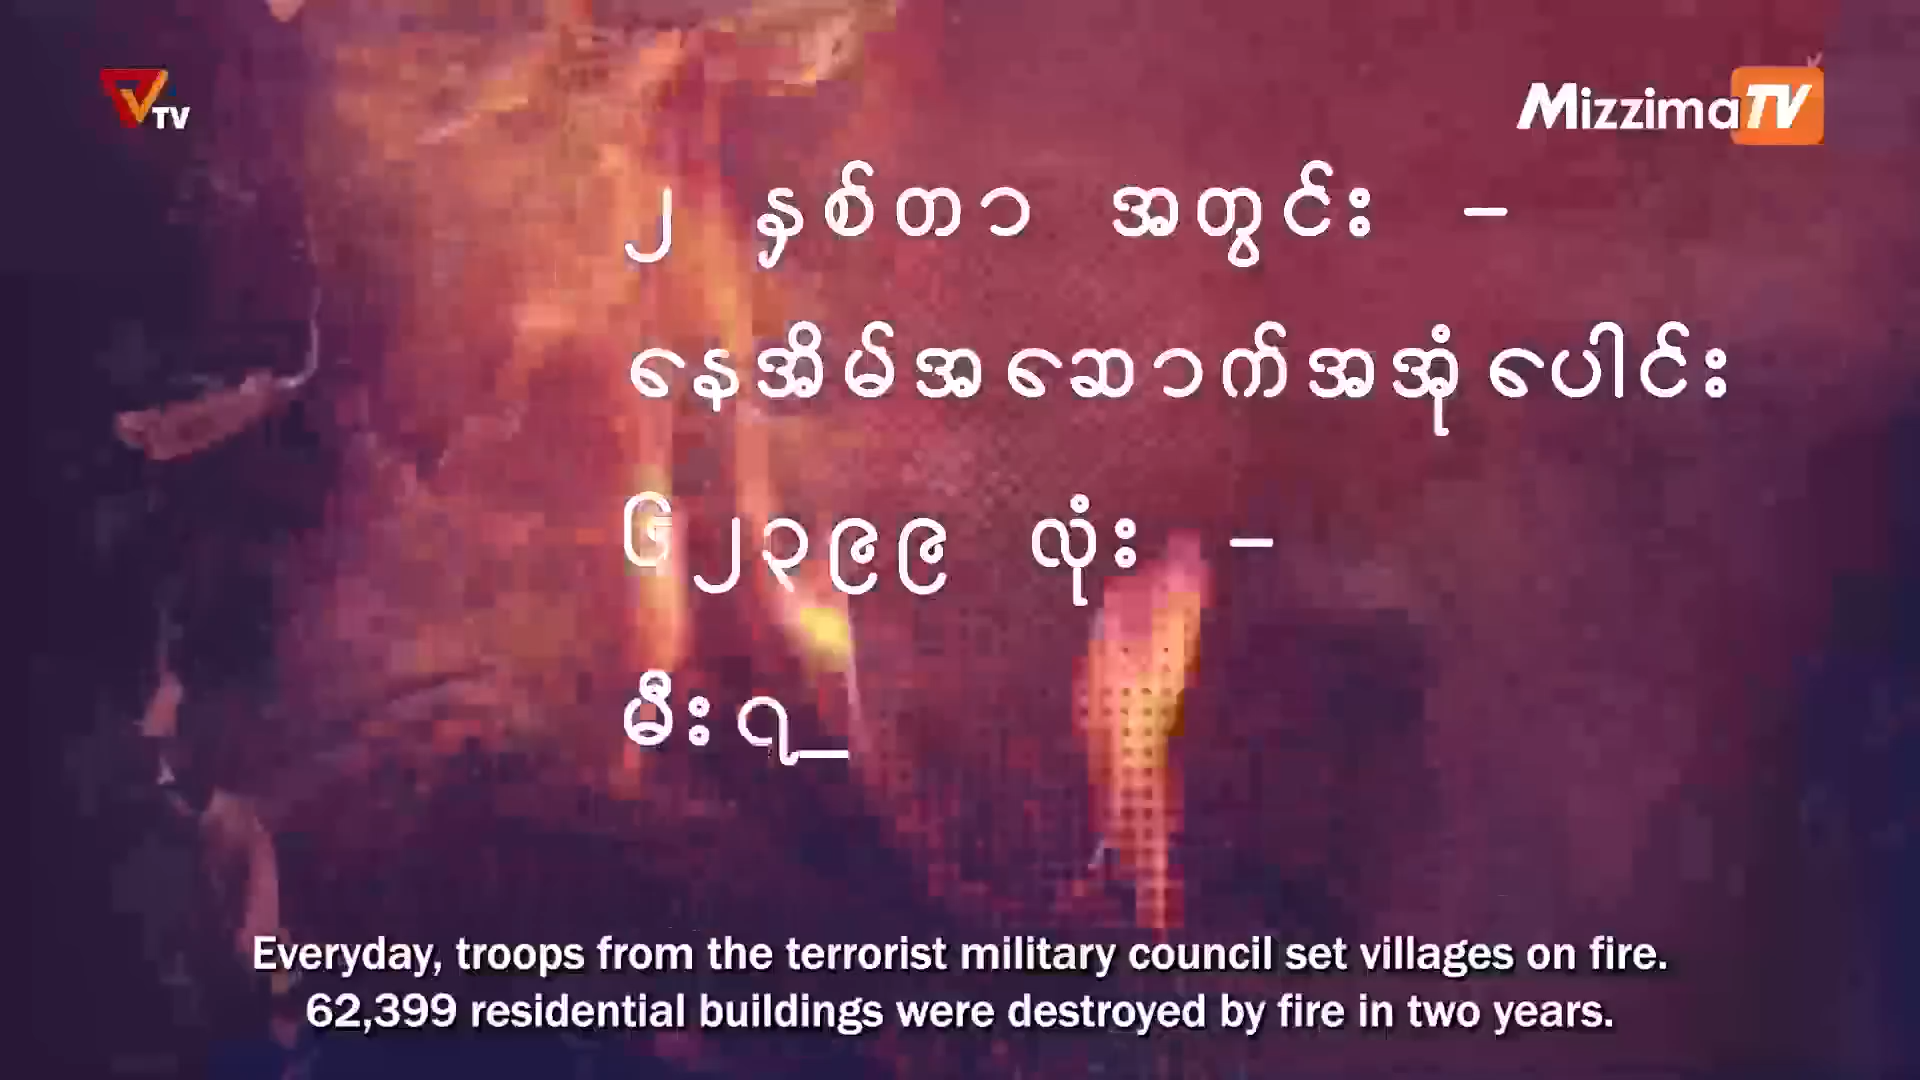 TV
MizzimaTV
၂ နှစ်တာ အတွင်း –
နေအိမ်အဆောက်အအုံပေါင်း
၆၂၃၉၉ လုံး –
မီးရ_
Everyday, troops from the terrorist military council set villages on fire.
62,399 residential buildings were destroyed by fire in two years.